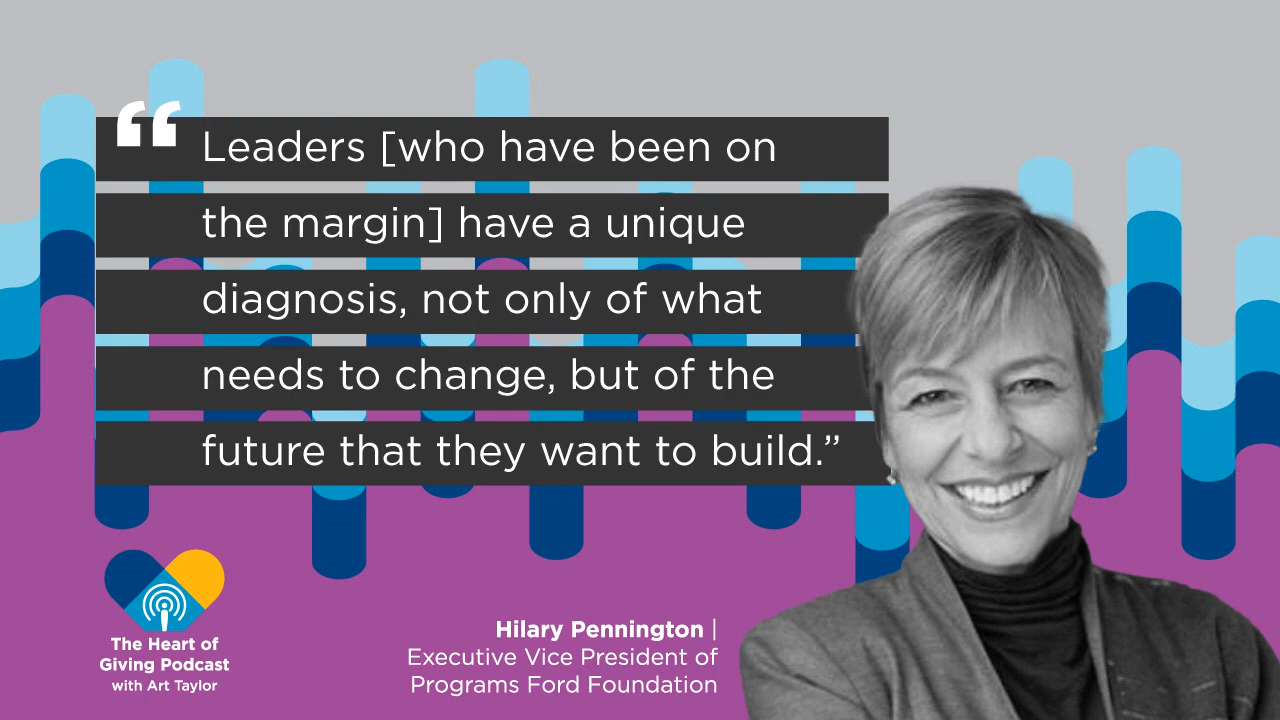 “ Leaders [who have been on
the margin] have a unique
diagnosis, not only of what
needs to change, but of the
future that they want to build.”
The Heart of
Giving Podcast
with Art Taylor
Hilary Pennington |
Executive Vice President of
Programs Ford Foundation